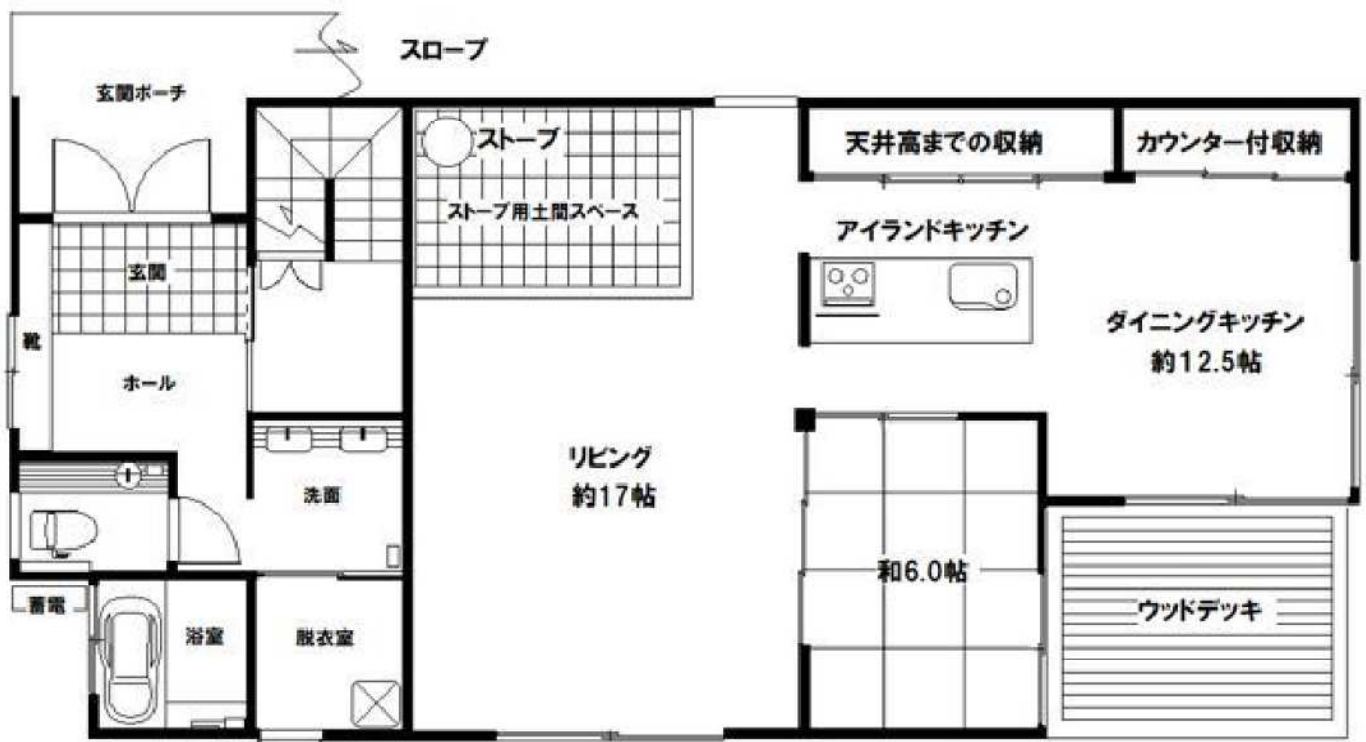 スロープ
玄関ポーチ
ストーブ
天井高までの収納
カウンター付収納
ストーブ用土間スペース
アイランドキッチン
玄関
ダイニングキッチン
約12.5帖
靴
ホール
リビング
約17帖
洗面
和6.0帖
蓄電
浴室
脱衣室
ウッドデッキ